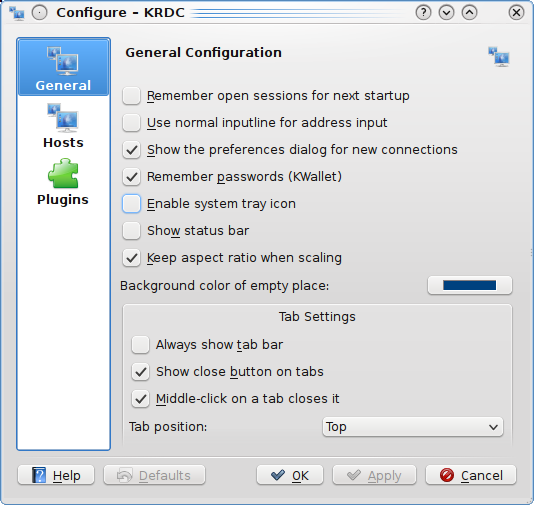 Configure – KRDC
General
Hosts
Plugins
General Configuration
Remember open sessions for next startup
Use normal inputline for address input
Show the preferences dialog for new connections
Remember passwords (KWallet)
Enable system tray icon
Show status bar
Keep aspect ratio when scaling
Background color of empty place:
Tab Settings
Always show tab bar
Show close button on tabs
Middle-click on a tab closes it
Tab position: Top
Help Defaults OK Apply Cancel